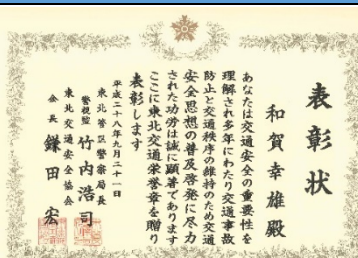 表彰状
和賀幸雄殿
あなたは交通安全の重要性を
理解され多年にわたり交通事故
防止と交通秩序の維持のため交通
安全思想の普及啓発に尽力
された功労は誠に顕著であります
ここに東北交通栄誉章を贈り
表彰します
平成二十八年九月二十一日
東北管区警察局長
警視監 竹内浩司
東北交通安全協会
会長 鎌田宏